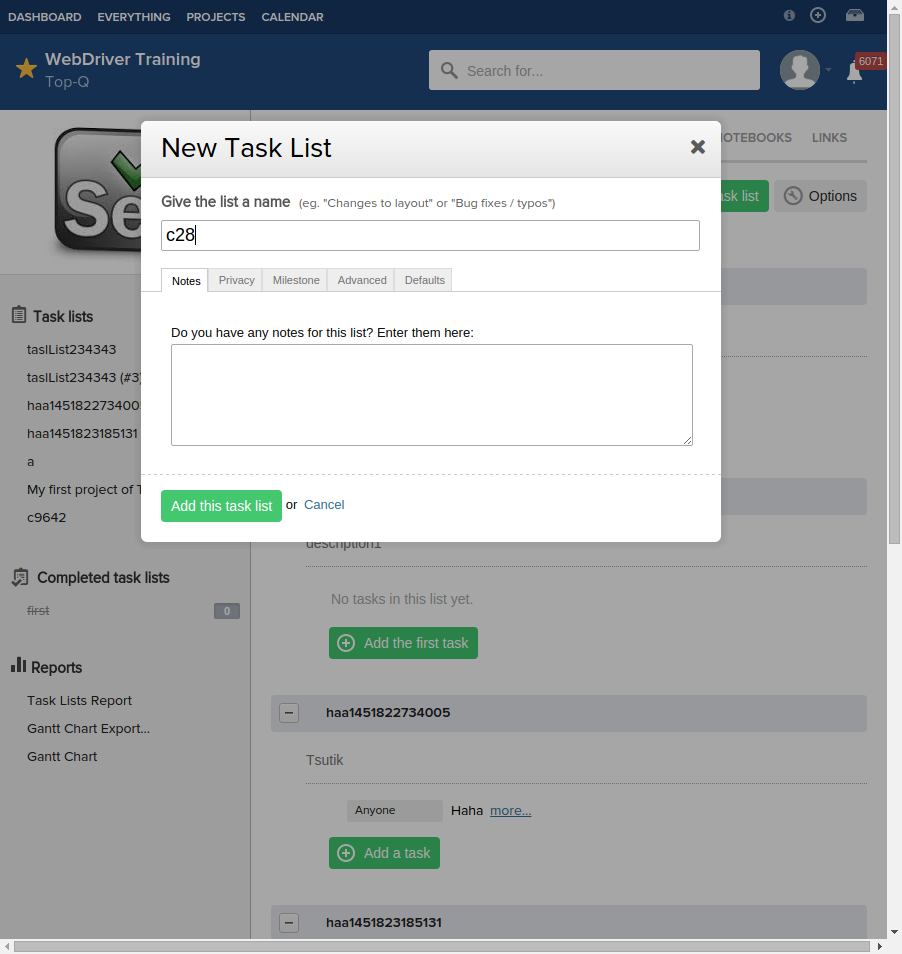 DASHBOARD EVERYTHING PROJECTS CALENDAR
WebDriver Training
Top-Q
Search for...
6071
Se
NOTEBOOKS LINKS
New Task List
sk list
Options
Give the list a name (eg. "Changes to layout" or "Bug fixes / typos")
c28
Notes Privacy Milestone Advanced Defaults
Do you have any notes for this list? Enter them here:
Add this task list or Cancel
Task lists
taslList234343
taslList234343 (#3)
haa1451822734005
haa1451823185131
a
My first project of T
c9642
Completed task lists
first 0
Reports
Task Lists Report
Gantt Chart Export...
Gantt Chart
description1
No tasks in this list yet.
Add the first task
haa1451822734005
Tsutik
Anyone Haha more...
Add a task
haa1451823185131